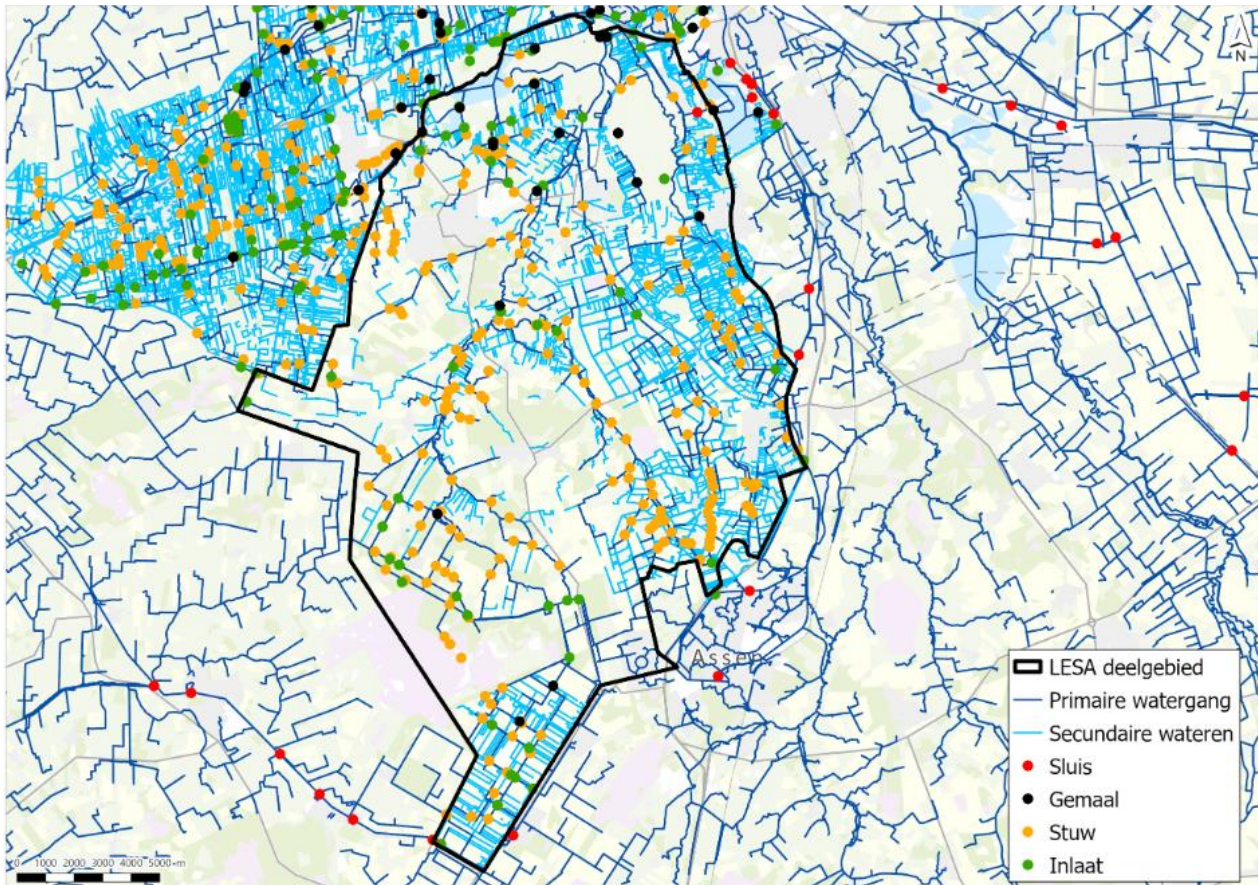 N
Assen
LESA deelgebied
Primaire watergang
Secundaire wateren
Sluis
Gemaal
Stuw
Inlaat
0 1000 2000 3000 4000 5000 m